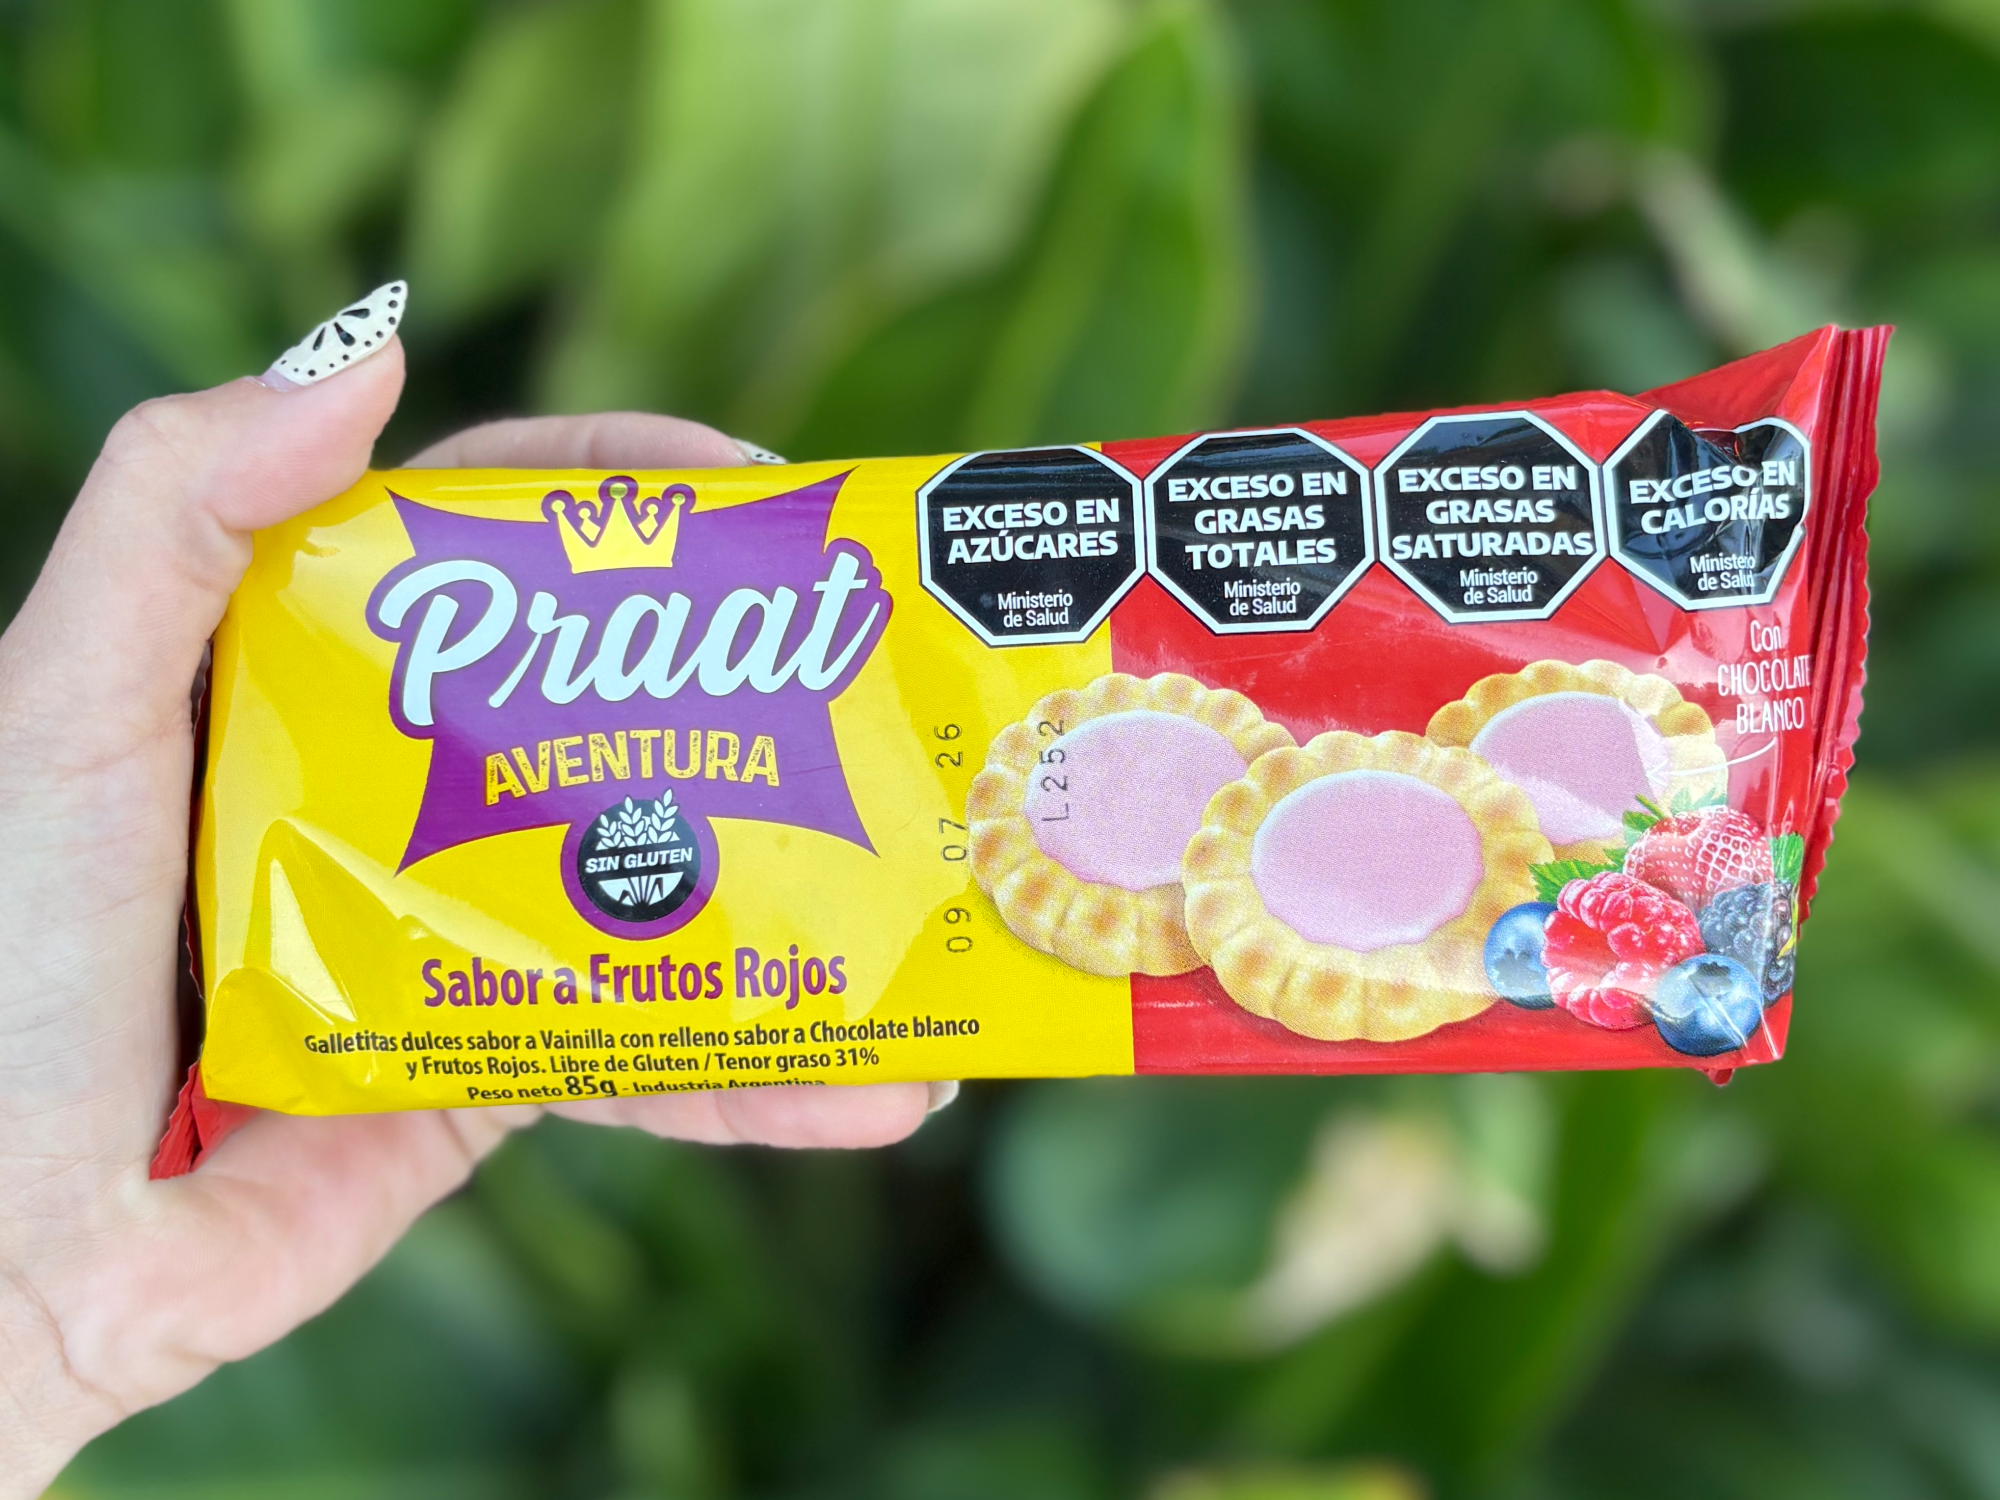 Praat
AVENTURA
SIN GLUTEN
Sabor a Frutos Rojos
Galletitas dulces sabor a Vainilla con relleno sabor a Chocolate blanco
y Frutos Rojos. Libre de Gluten / Tenor graso 31%
Peso neto 85g - Industria Argentina
EXCESO EN
AZÚCARES
Ministerio
de Salud
EXCESO EN
GRASAS
TOTALES
Ministerio
de Salud
EXCESO EN
GRASAS
SATURADAS
Ministerio
de Salud
EXCESO EN
CALORÍAS
Ministerio
de Salud
Con
CHOCOLATE
BLANCO
09 07 26
L252